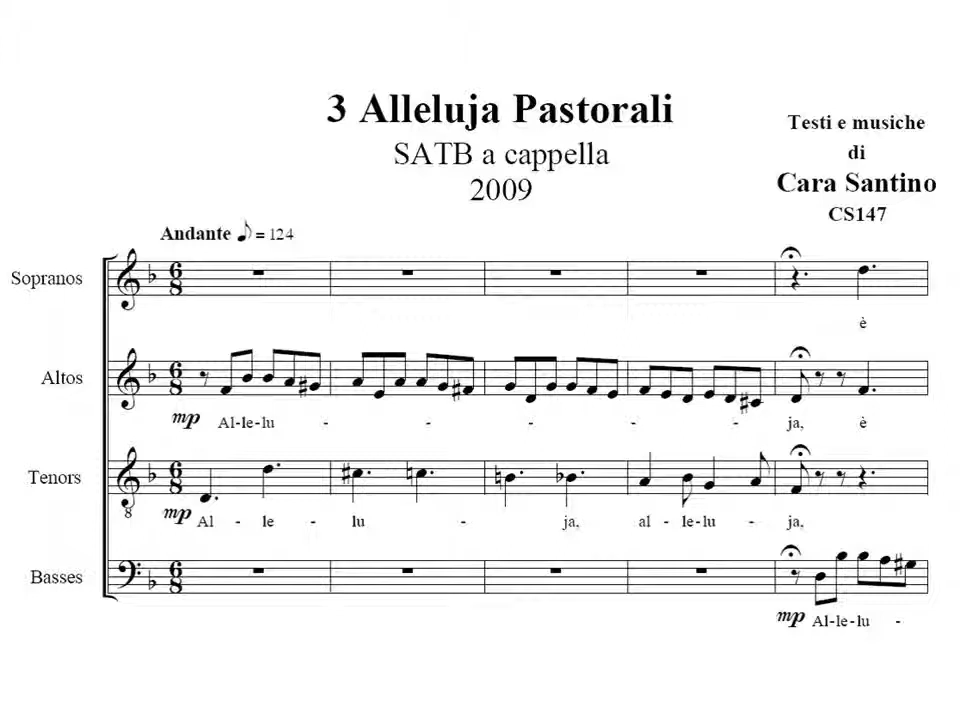 3 Alleluja Pastorali
SATB a cappella
2009
Testi e musiche
di
Cara Santino
CS147
Andante ♪ = 124
Sopranos
è
Altos
mp Al-le-lu - - - - - ja, è
Tenors
8
mp Al - le - lu - ja, al - le-lu - ja,
Basses
mp Al-le-lu -